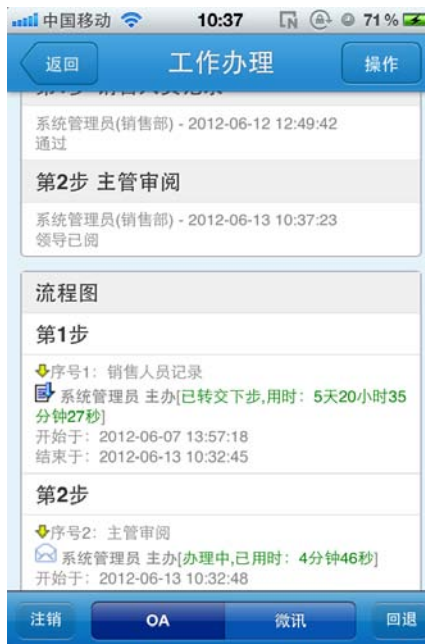 中国移动 10:37 71%
返回 工作办理 操作
系统管理员(销售部) - 2012-06-12 12:49:42
通过
第2步 主管审阅
系统管理员(销售部) - 2012-06-13 10:37:23
领导已阅
流程图
第1步
序号1: 销售人员记录
系统管理员 主办[已转交下步,用时: 5天20小时35
分钟27秒]
开始于: 2012-06-07 13:57:18
结束于: 2012-06-13 10:32:45
第2步
序号2: 主管审阅
系统管理员 主办[办理中,已用时: 4分钟46秒]
开始于: 2012-06-13 10:32:48
注销 OA 微讯 回退